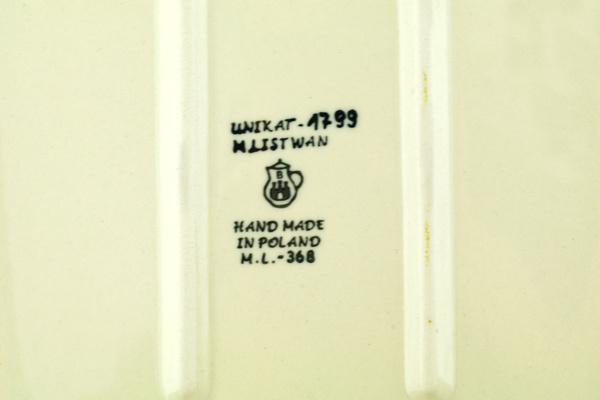 UNIKAT-1799
M.LISTWAN
B
HAND MADE
IN POLAND
M.L.-368